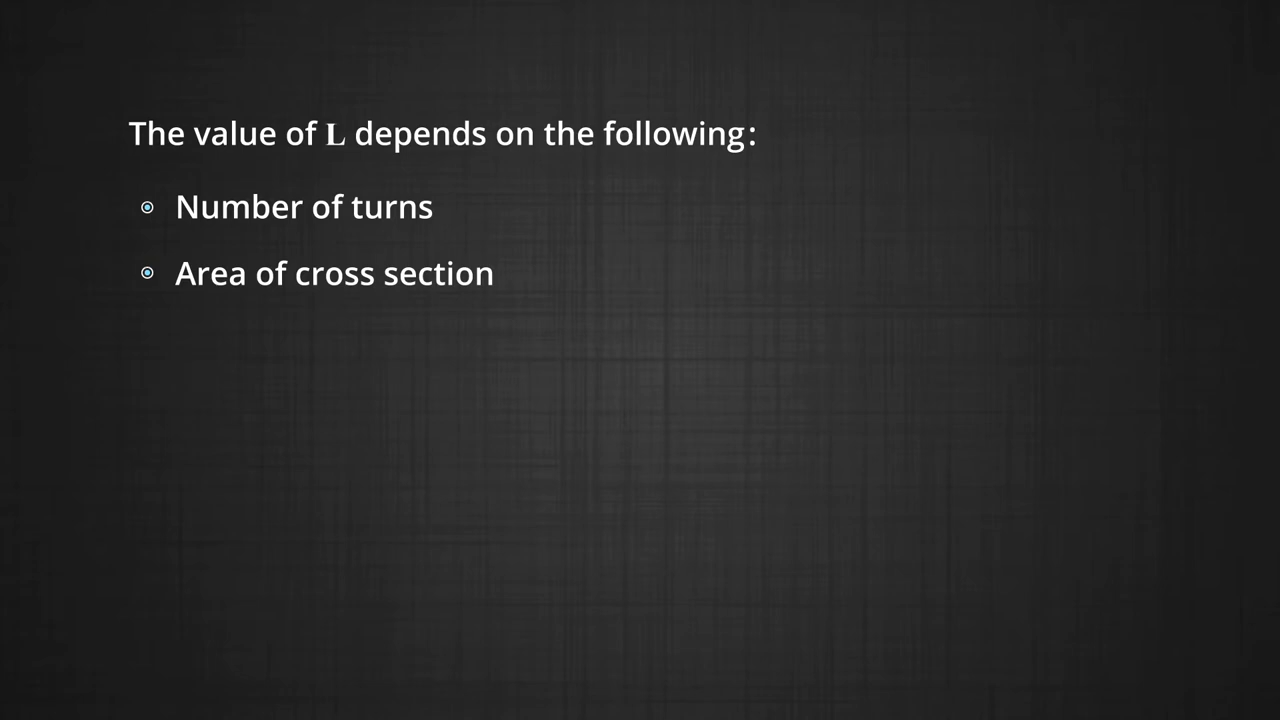 The value of L depends on the following:
Number of turns
Area of cross section